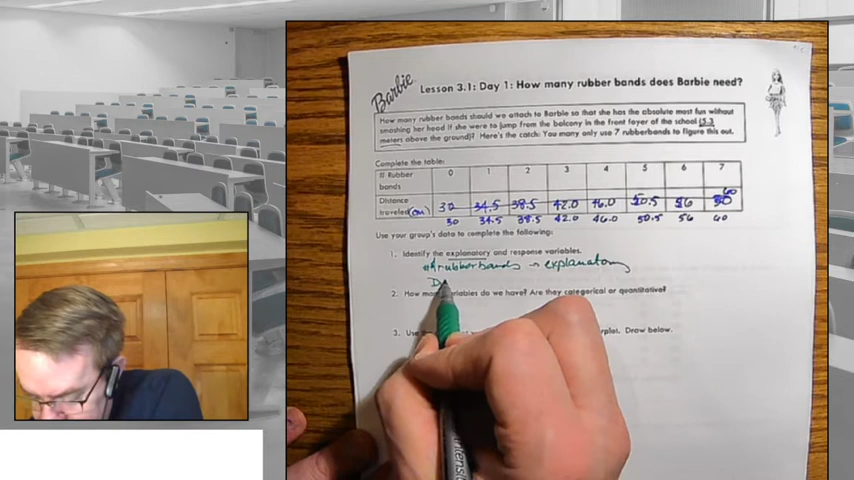 Barbie
Lesson 3.1: Day 1: How many rubber bands does Barbie need?
How many rubber bands should we attach to Barbie so that she has the absolute most fun without
smashing her head if she were to jump from the balcony in the front foyer of the school (5.3
meters above the ground)? Here's the catch: You many only use 7 rubberbands to figure this out.
Complete the table:
# Rubber bands 0 1 2 3 4 5 6 7
Distance traveled (cm) 32 34.5 38.5 42.0 46.0 50.5 56 60
30 34.5 38.5 42.0 46.0 50.5 56 60
Use your group's data to complete the following:
1. Identify the explanatory and response variables.
# rubberbands → explanatory
D
2. How many variables do we have? Are they categorical or quantitative?
3. Use Draw below.